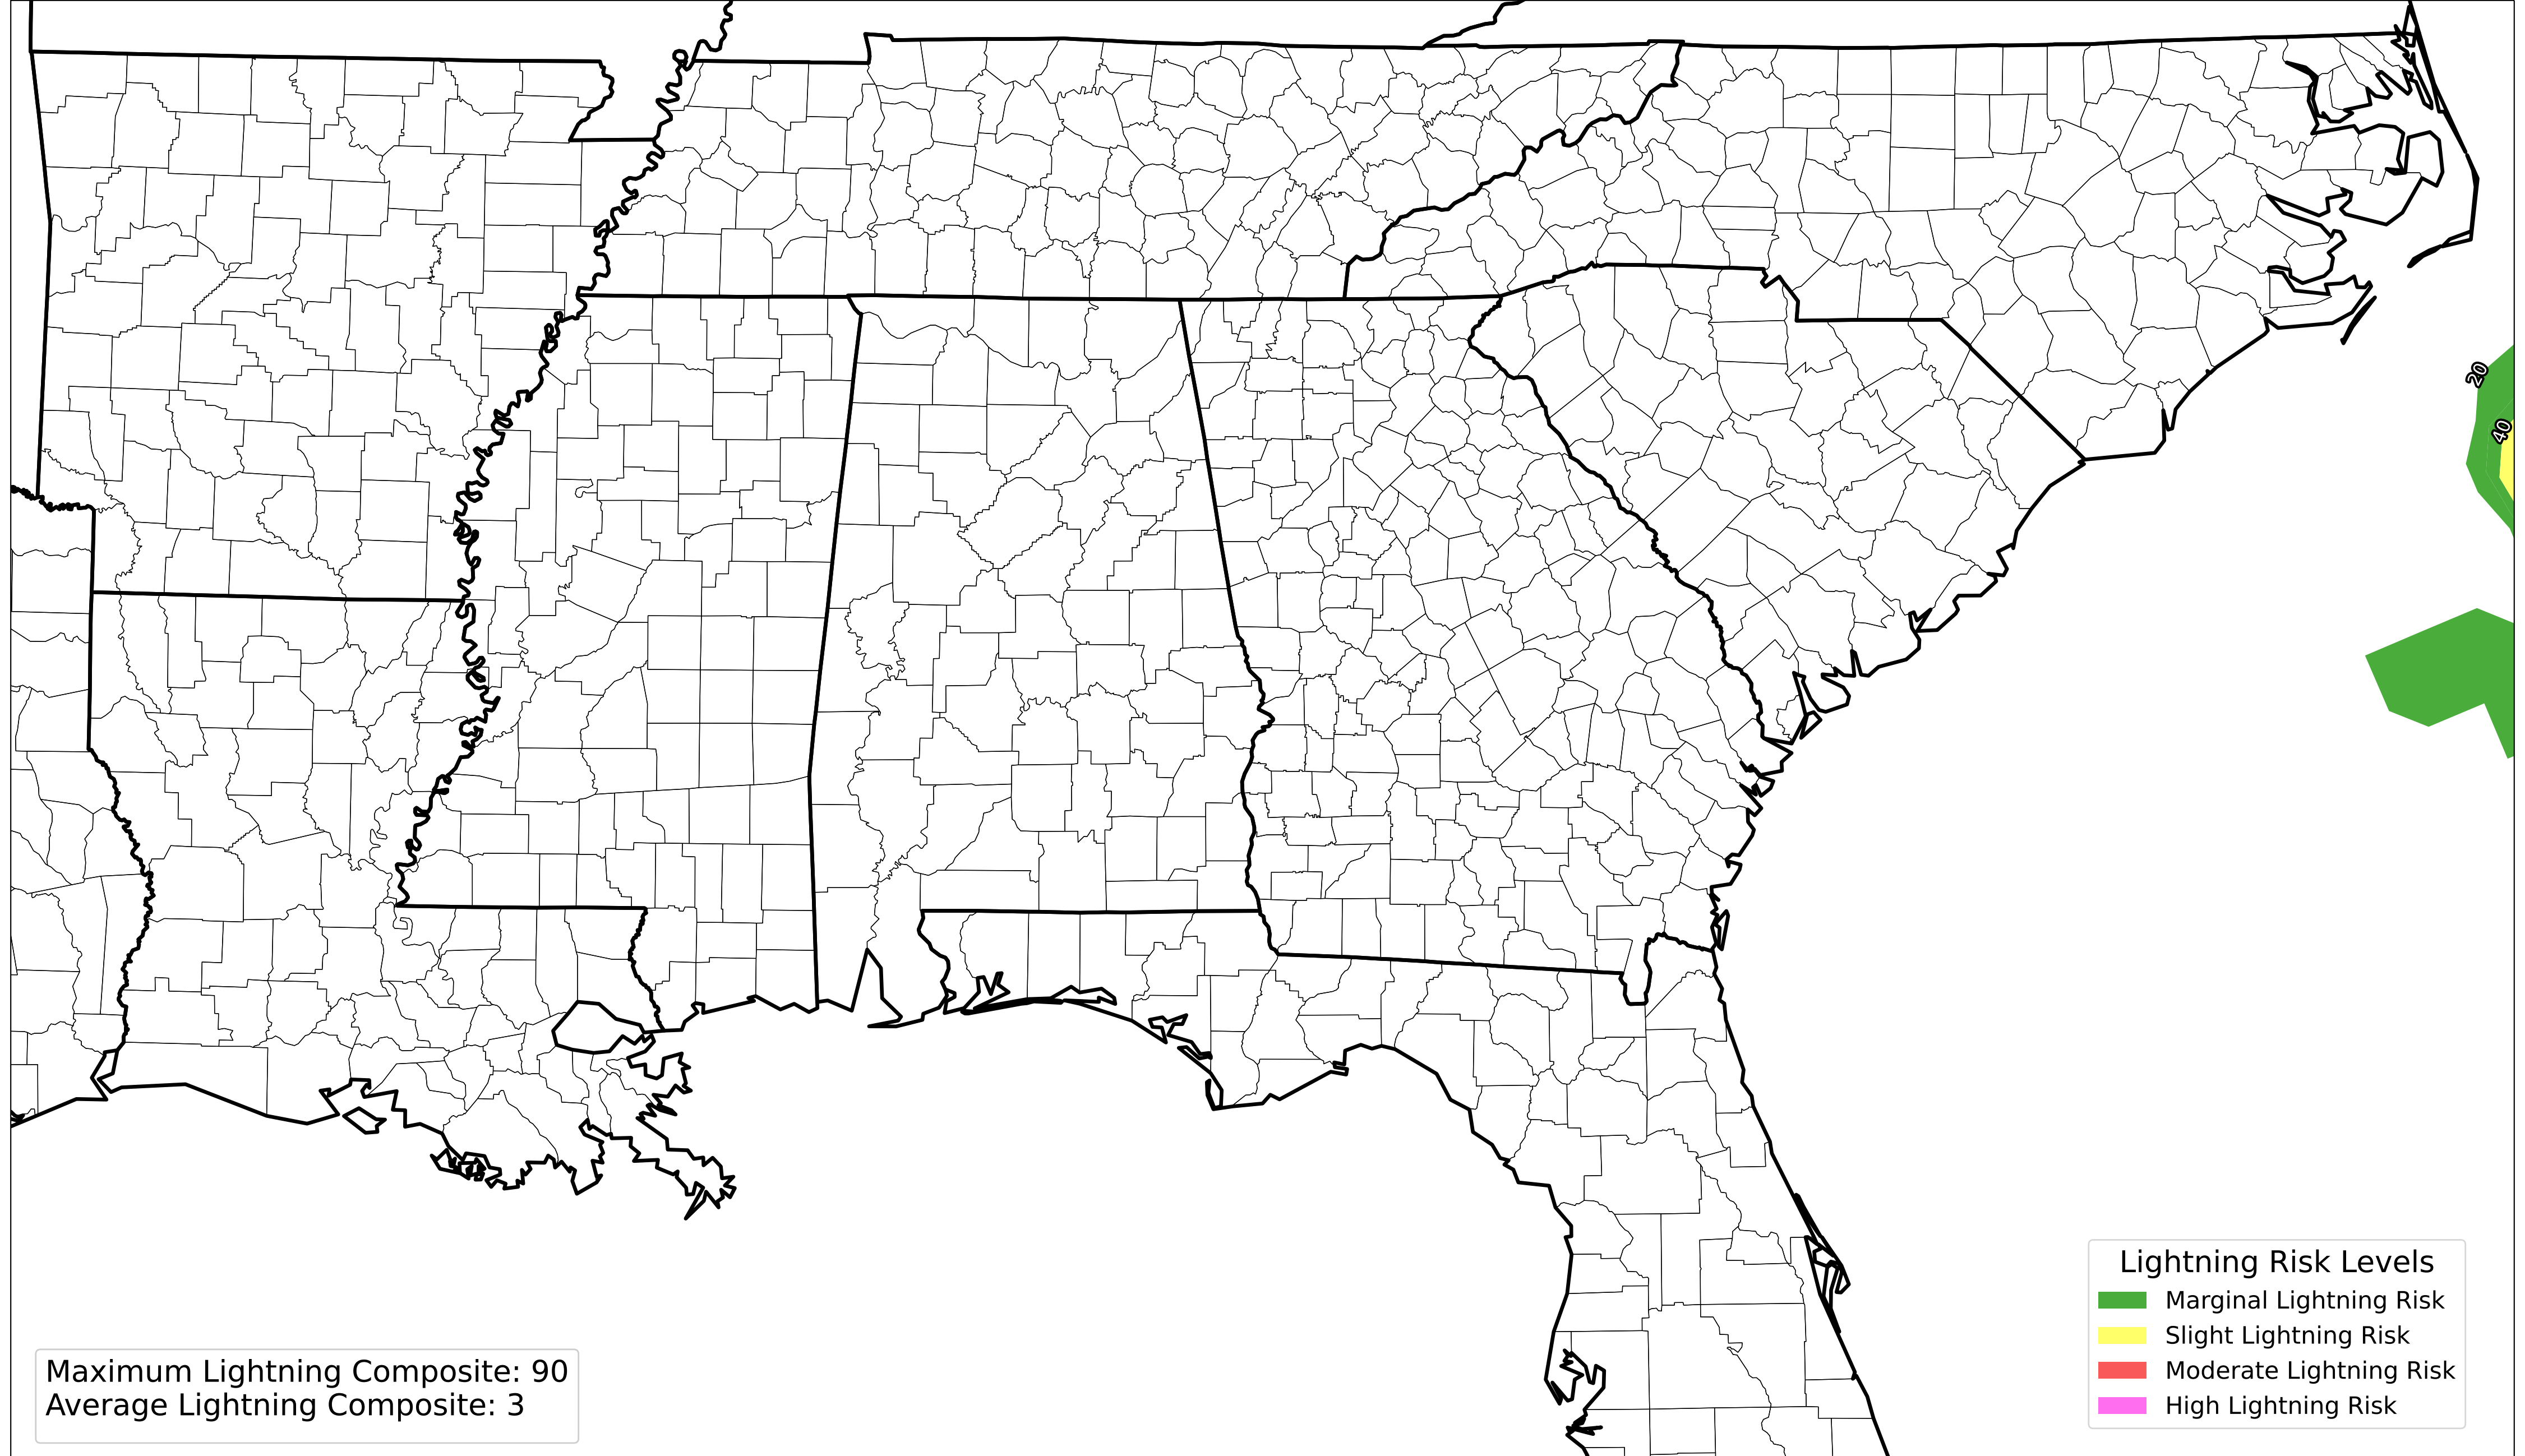 20
40
Lightning Risk Levels
Marginal Lightning Risk
Slight Lightning Risk
Moderate Lightning Risk
High Lightning Risk
Maximum Lightning Composite: 90
Average Lightning Composite: 3